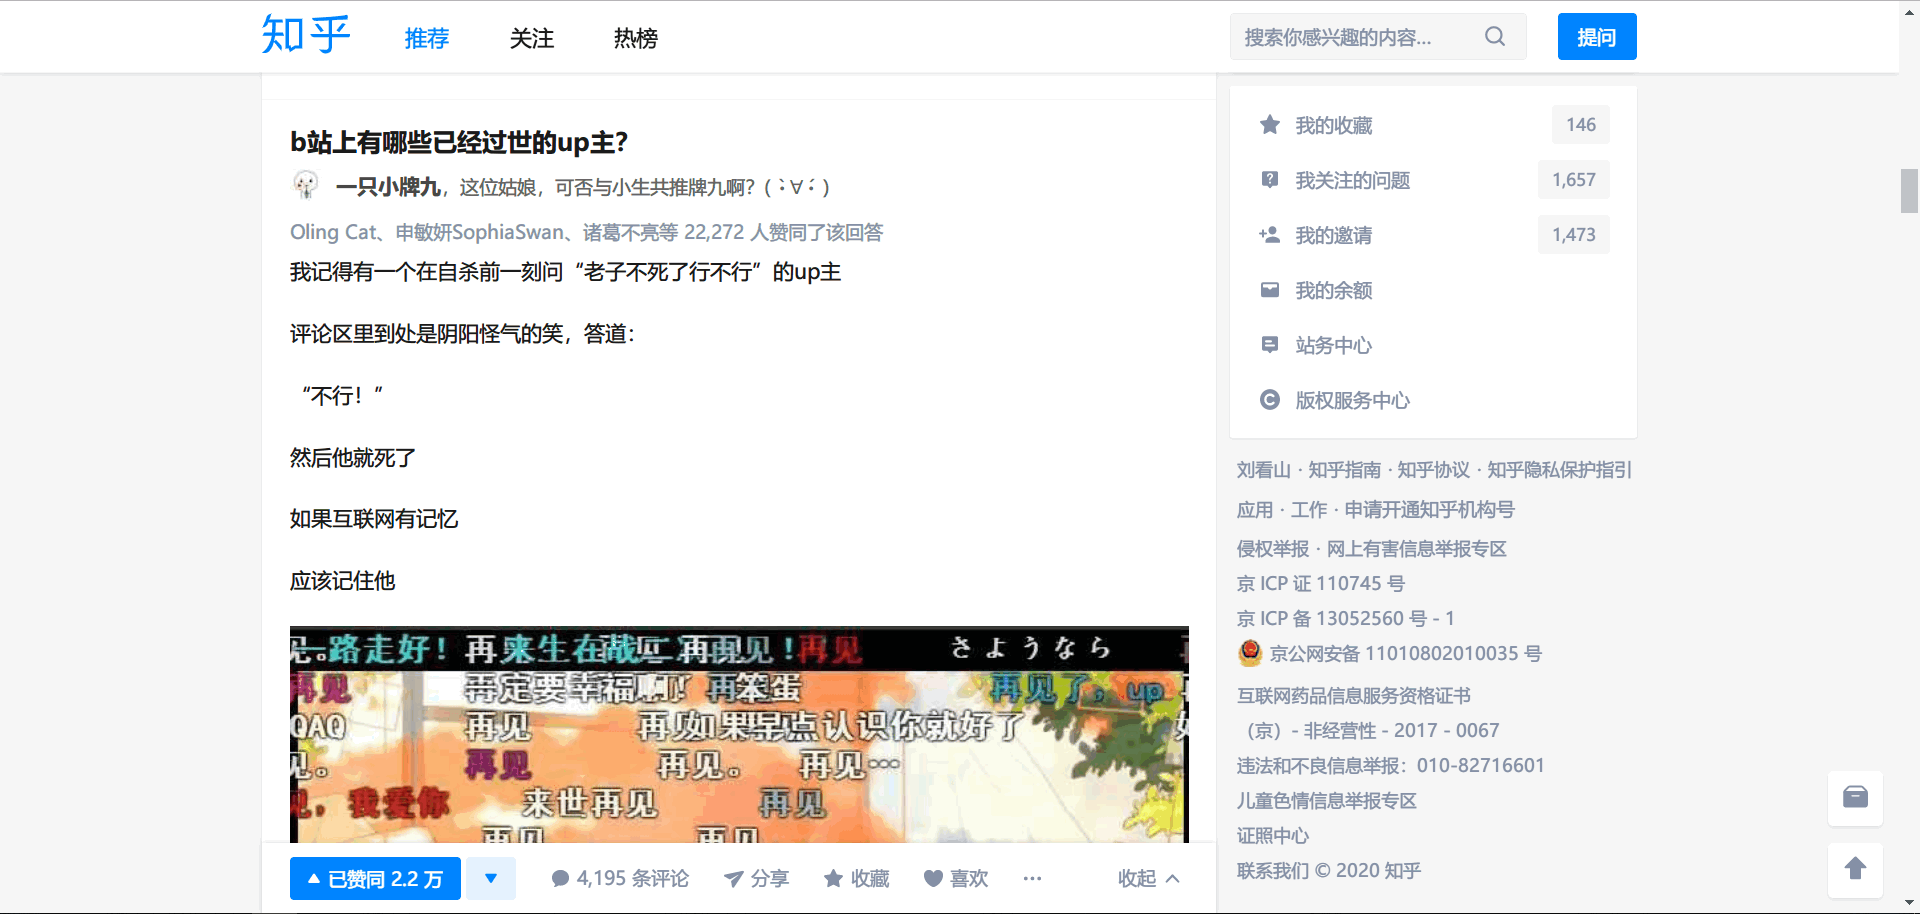 知乎
推荐
关注
热榜
搜索你感兴趣的内容...
提问
b站上有哪些已经过世的up主？
一只小牌九，这位姑娘，可否与小生共推牌九啊？( •̀∀•́ )
Oling Cat、申敏妍SophiaSwan、诸葛不亮等 22,272 人赞同了该回答
我记得有一个在自杀前一刻问“老子不死了行不行”的up主
评论区里到处是阴阳怪气的笑，答道：
“不行！”
然后他就死了
如果互联网有记忆
应该记住他
见。路走好！再来生在战 再见！再见
さようなら
再见
一定要幸福啊！
再见笨蛋
再见了，up
QAQ
再见
再见
如果早点认识你就好了
见。
再见
再见。
再见…
见，我爱你
来世再见
再见
再见
再见
已赞同 2.2 万
4,195 条评论
分享
收藏
喜欢
收起
我的收藏
146
我关注的问题
1,657
我的邀请
1,473
我的余额
站务中心
版权服务中心
刘看山 · 知乎指南 · 知乎协议 · 知乎隐私保护指引
应用 · 工作 · 申请开通知乎机构号
侵权举报 · 网上有害信息举报专区
京 ICP 证 110745 号
京 ICP 备 13052560 号 - 1
京公网安备 11010802010035 号
互联网药品信息服务资格证书
（京）- 非经营性 - 2017 - 0067
违法和不良信息举报：010-82716601
儿童色情信息举报专区
证照中心
联系我们 © 2020 知乎